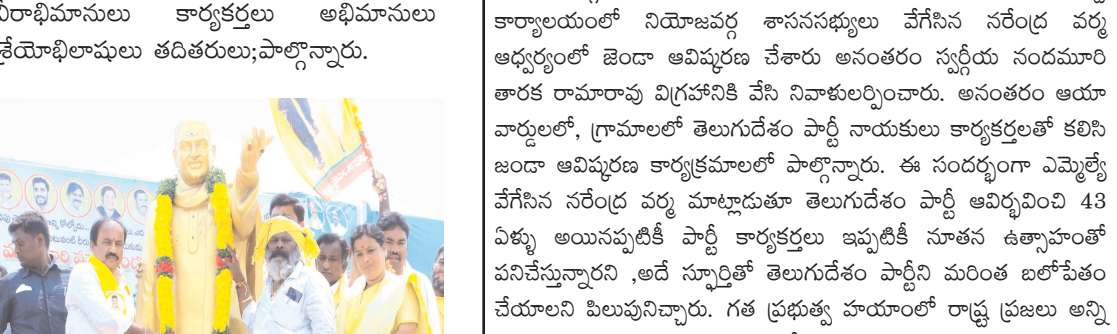 వీరాభిమానులు కార్యకర్తలు అభిమానులు
శ్రేయోభిలాషులు తదితరులు;పాల్గొన్నారు.
కార్యాలయంలో నియోజవర్గ శాసనసభ్యులు వేగేసిన నరేంద్ర వర్మ
ఆధ్వర్యంలో జెండా ఆవిష్కరణ చేశారు అనంతరం స్వర్గీయ నందమూరి
తారక రామారావు విగ్రహానికి వేసి నివాళులర్పించారు. అనంతరం ఆయా
వార్డులలో, గ్రామాలలో తెలుగుదేశం పార్టీ నాయకులు కార్యకర్తలతో కలిసి
జండా ఆవిష్కరణ కార్యక్రమాలలో పాల్గొన్నారు. ఈ సందర్భంగా ఎమ్మెల్యే
వేగేసిన నరేంద్ర వర్మ మాట్లాడుతూ తెలుగుదేశం పార్టీ ఆవిర్భవించి 43
ఏళ్ళు అయినప్పటికీ పార్టీ కార్యకర్తలు ఇప్పటికీ నూతన ఉత్సాహంతో
పనిచేస్తున్నారని ,అదే స్ఫూర్తితో తెలుగుదేశం పార్టీని మరింత బలోపేతం
చేయాలని పిలుపునిచ్చారు. గత ప్రభుత్వ హయాంలో రాష్ట్ర ప్రజలు అన్ని